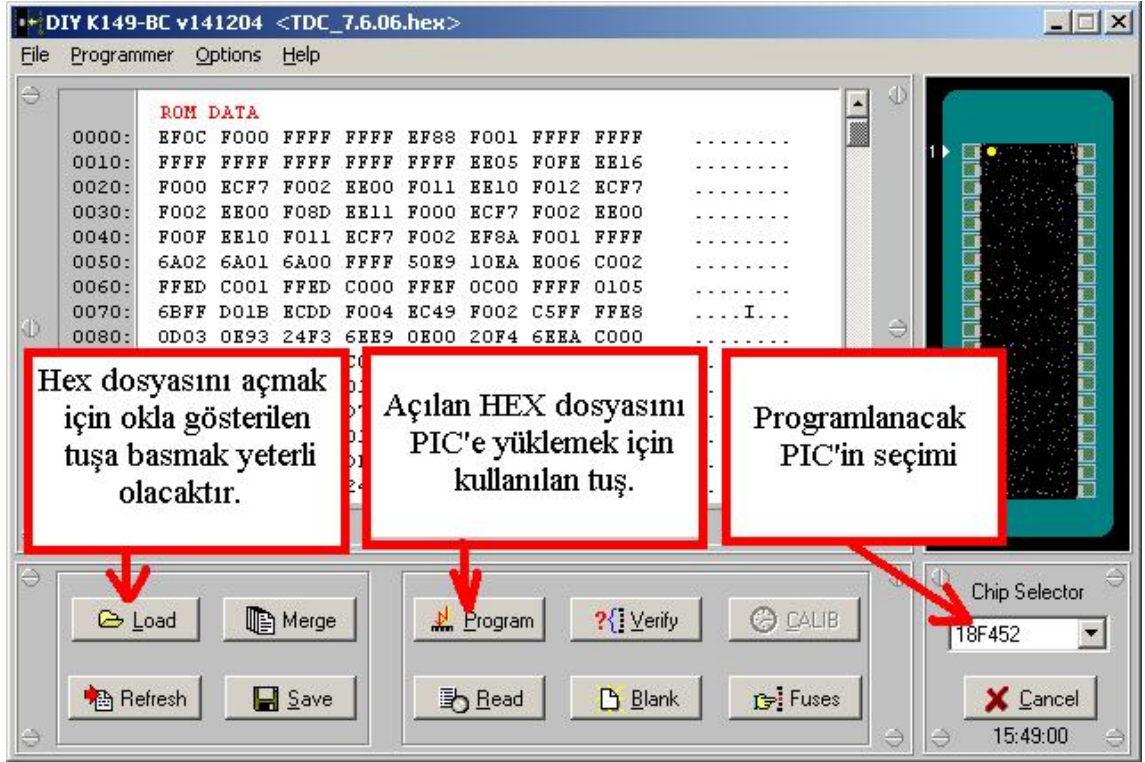 DIY K149-BC v141204 <TDC_7.6.06.hex>
File Programmer Options Help
ROM DATA
0000: EF0C F000 FFFF FFFF EF88 F001 FFFF FFFF ........
0010: FFFF FFFF FFFF FFFF FFFF EE05 F0FE EE16 ........
0020: F000 ECF7 F002 EE00 F011 EE10 F012 ECF7 ........
0030: F002 EE00 F08D EE11 F000 ECF7 F002 EE00 ........
0040: F00F EE10 F011 ECF7 F002 EF8A F001 FFFF ........
0050: 6A02 6A01 6A00 FFFF 50E9 10EA E006 C002 ........
0060: FFED C001 FFED C000 FFEF 0C00 FFFF 0105 ........
0070: 6BFF D01B ECDD F004 EC49 F002 C5FF FFE8 ....I...
0080: 0D03 0E93 24F3 6EE9 0E00 20F4 6EEA C000 ........
Hex dosyasını açmak
için okla gösterilen
tuşa basmak yeterli
olacaktır.
Açılan HEX dosyasını
PIC'e yüklemek için
kullanılan tuş.
Programlanacak
PIC'in seçimi
1
Load
Merge
Program
?{ Verify
CALIB
Refresh
Save
Read
Blank
Fuses
Chip Selector
18F452
Cancel
15:49:00